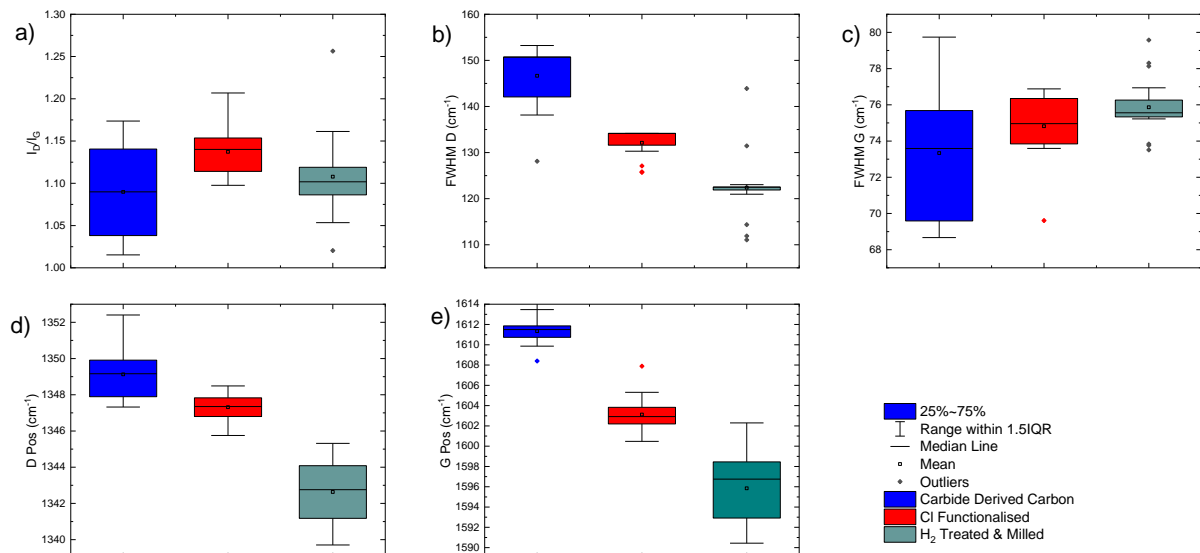 a)
1.30
1.25
1.20
1.15
1.10
1.05
1.00
I_D/I_G
b)
160
150
140
130
120
110
FWHM D (cm⁻¹)
c)
80
78
76
74
72
70
68
FWHM G (cm⁻¹)
d)
1352
1350
1348
1346
1344
1342
1340
D Pos (cm⁻¹)
e)
1614
1612
1610
1608
1606
1604
1602
1600
1598
1596
1594
1592
1590
G Pos (cm⁻¹)
25%~75%
Range within 1.5IQR
Median Line
Mean
Outliers
Carbide Derived Carbon
Cl Functionalised
H₂ Treated & Milled